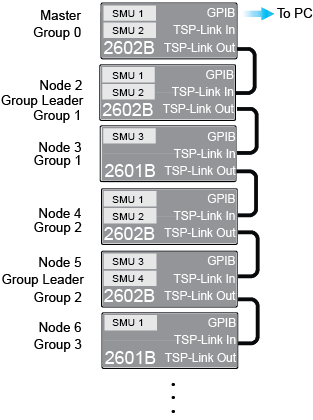 Master
Group 0
SMU 1
SMU 2
2602B
GPIB
TSP-Link In
TSP-Link Out
To PC
Node 2
Group Leader
Group 1
SMU 1
SMU 2
2602B
GPIB
TSP-Link In
TSP-Link Out
Node 3
Group 1
SMU 3
2601B
GPIB
TSP-Link In
TSP-Link Out
Node 4
Group 2
SMU 1
SMU 2
2602B
GPIB
TSP-Link In
TSP-Link Out
Node 5
Group Leader
Group 2
SMU 3
SMU 4
2602B
GPIB
TSP-Link In
TSP-Link Out
Node 6
Group 3
SMU 1
2601B
GPIB
TSP-Link In
TSP-Link Out